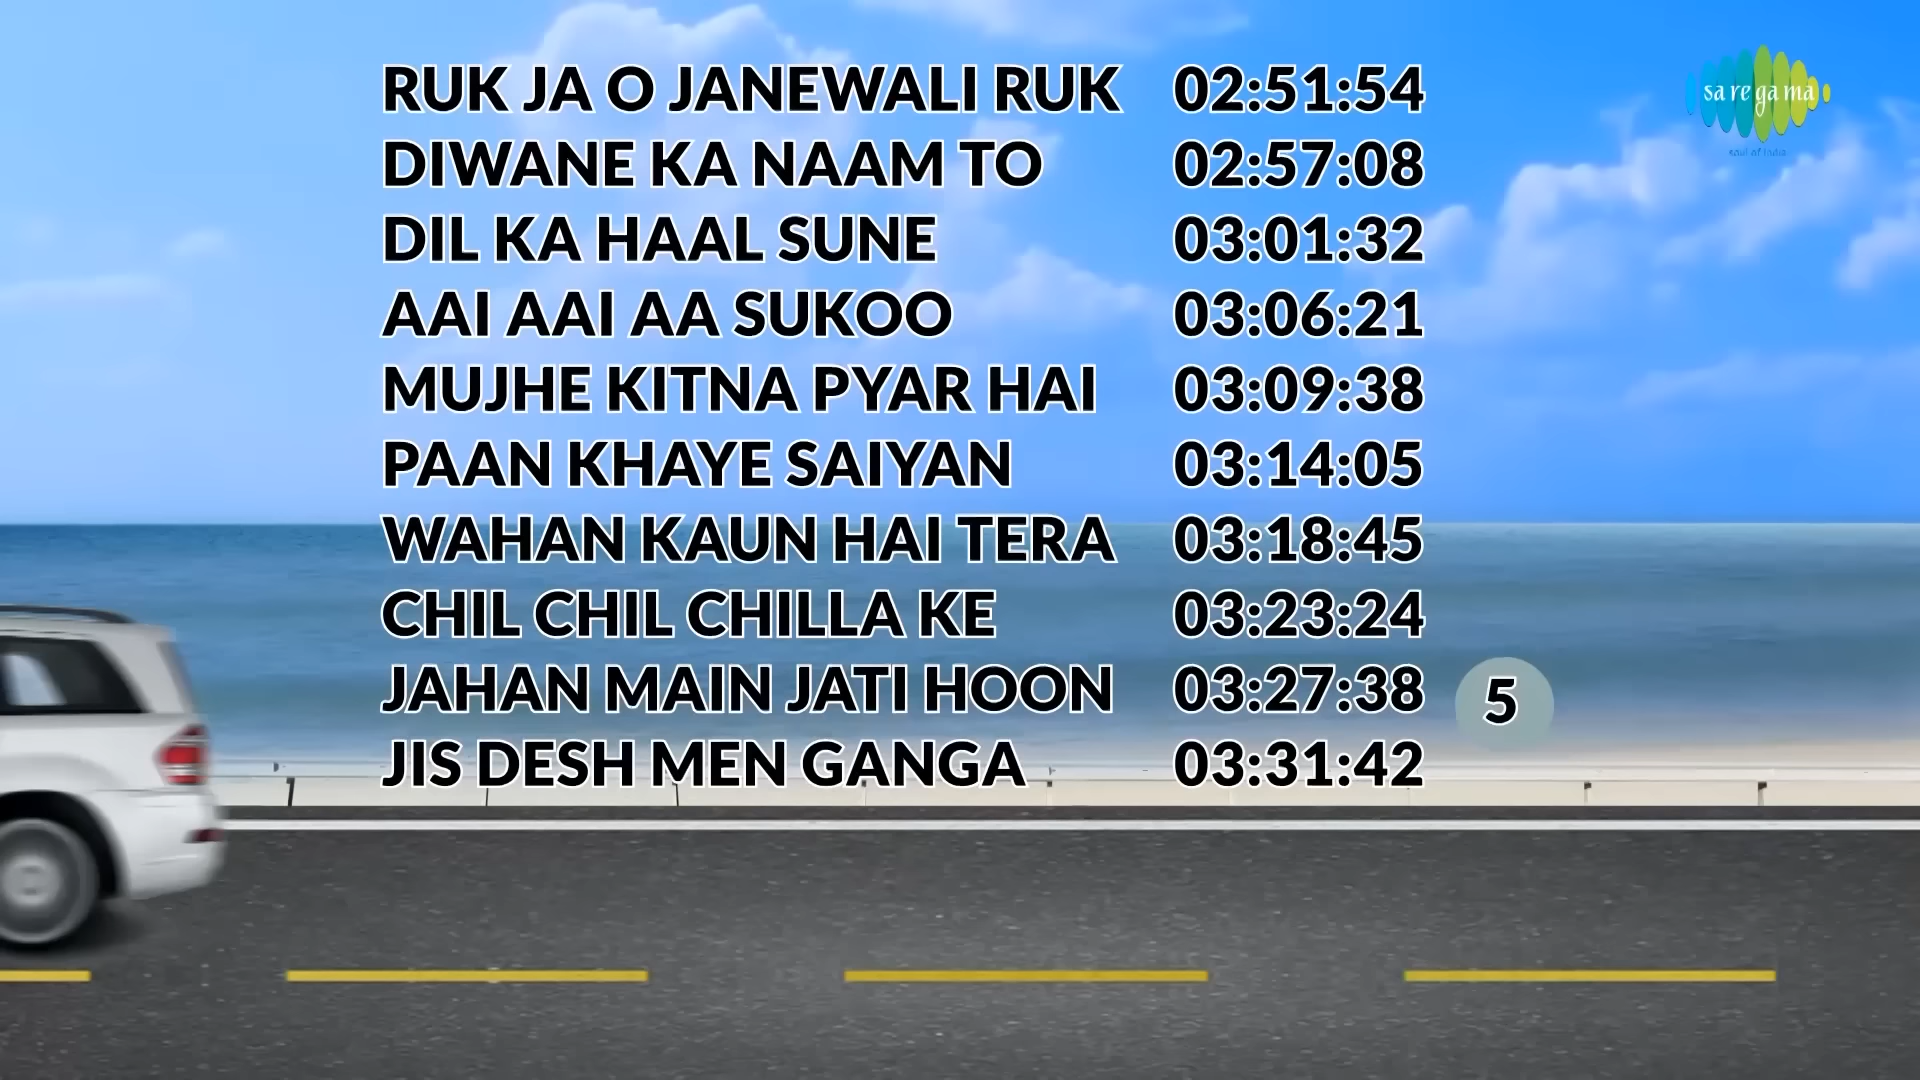 RUK JA O JANEWALI RUK 02:51:54
sa re ga ma
soul of India
DIWANE KA NAAM TO 02:57:08
DIL KA HAAL SUNE 03:01:32
AAI AAI AA SUKOO 03:06:21
MUJHE KITNA PYAR HAI 03:09:38
PAAN KHAYE SAIYAN 03:14:05
WAHAN KAUN HAI TERA 03:18:45
CHIL CHIL CHILLA KE 03:23:24
JAHAN MAIN JATI HOON 03:27:38
5
JIS DESH MEN GANGA 03:31:42